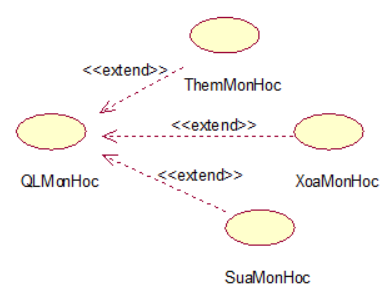 <<extend>>
ThemMonHoc
<<extend>>
QLMonHoc
<<extend>>
XoaMonHoc
SuaMonHoc